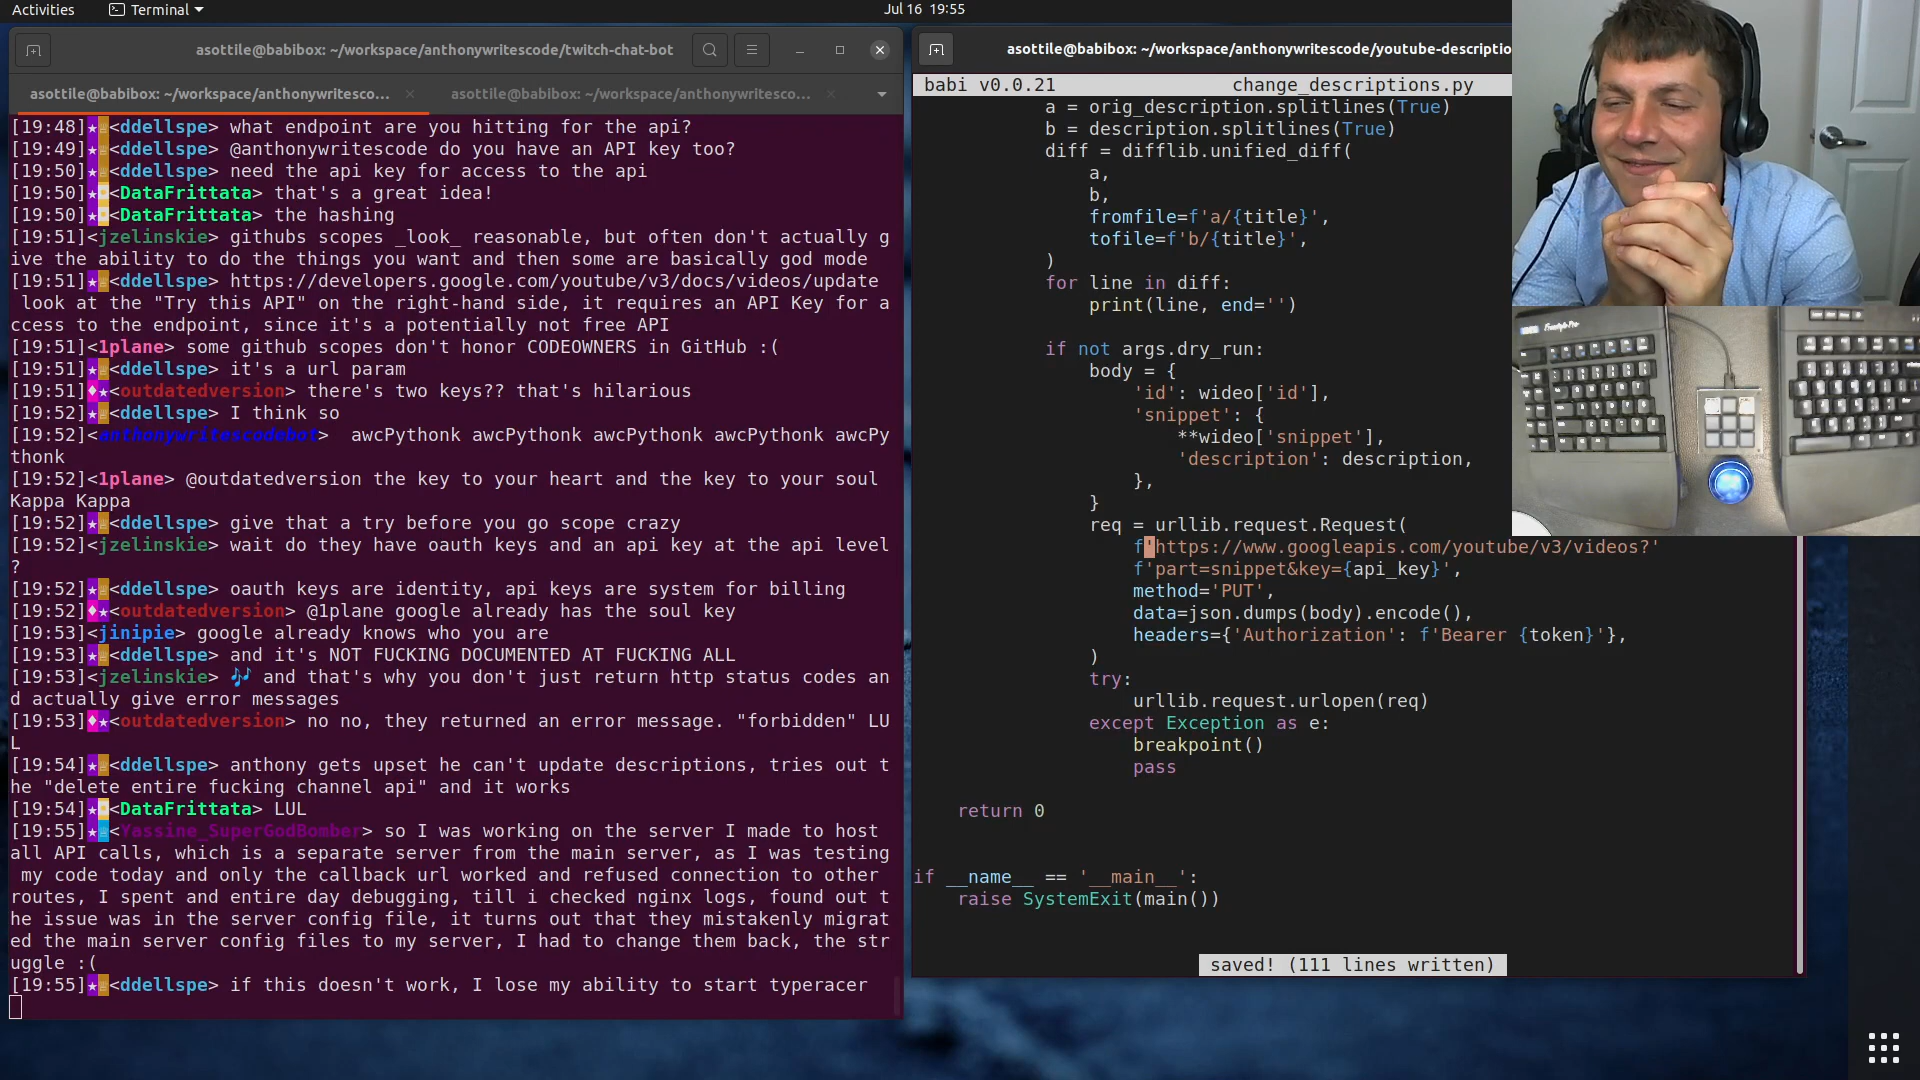 Activities
Terminal
Jul 16 19:55
asottile@babibox: ~/workspace/anthonywritescode/twitch-chat-bot
asottile@babibox: ~/workspace/anthonywritesco...
asottile@babibox: ~/workspace/anthonywritesco...
[19:48]<ddellspe> what endpoint are you hitting for the api?
[19:49]<ddellspe> @anthonywritescode do you have an API key too?
[19:50]<ddellspe> need the api key for access to the api
[19:50]<DataFrittata> that's a great idea!
[19:50]<DataFrittata> the hashing
[19:51]<jzelinskie> githubs scopes _look_ reasonable, but often don't actually g
ive the ability to do the things you want and then some are basically god mode
[19:51]<ddellspe> https://developers.google.com/youtube/v3/docs/videos/update
look at the "Try this API" on the right-hand side, it requires an API Key for a
ccess to the endpoint, since it's a potentially not free API
[19:51]<1plane> some github scopes don't honor CODEOWNERS in GitHub :(
[19:51]<ddellspe> it's a url param
[19:51]<outdatedversion> there's two keys?? that's hilarious
[19:52]<ddellspe> I think so
[19:52]<anthonywritescodebot>  awcPythonk awcPythonk awcPythonk awcPythonk awcPy
thonk
[19:52]<1plane> @outdatedversion the key to your heart and the key to your soul
Kappa Kappa
[19:52]<ddellspe> give that a try before you go scope crazy
[19:52]<jzelinskie> wait do they have oauth keys and an api key at the api level
?
[19:52]<ddellspe> oauth keys are identity, api keys are system for billing
[19:52]<outdatedversion> @1plane google already has the soul key
[19:53]<jinipie> google already knows who you are
[19:53]<ddellspe> and it's NOT FUCKING DOCUMENTED AT FUCKING ALL
[19:53]<jzelinskie> 🎶 and that's why you don't just return http status codes an
d actually give error messages
[19:53]<outdatedversion> no no, they returned an error message. "forbidden" LU
L
[19:54]<ddellspe> anthony gets upset he can't update descriptions, tries out t
he "delete entire fucking channel api" and it works
[19:54]<DataFrittata> LUL
[19:55]<Yassine_SuperGodBomber> so I was working on the server I made to host
all API calls, which is a separate server from the main server, as I was testing
my code today and only the callback url worked and refused connection to other
routes, I spent and entire day debugging, till i checked nginx logs, found out t
he issue was in the server config file, it turns out that they mistakenly migrat
ed the main server config files to my server, I had to change them back, the str
uggle :(
[19:55]<ddellspe> if this doesn't work, I lose my ability to start typeracer
asottile@babibox: ~/workspace/anthonywritescode/youtube-descriptio
babi v0.0.21 change_descriptions.py
a = orig_description.splitlines(True)
b = description.splitlines(True)
diff = difflib.unified_diff(
a,
b,
fromfile=f'a/{title}',
tofile=f'b/{title}',
)
for line in diff:
print(line, end='')
if not args.dry_run:
body = {
'id': wideo['id'],
'snippet': {
**wideo['snippet'],
'description': description,
},
}
req = urllib.request.Request(
f'https://www.googleapis.com/youtube/v3/videos?'
f'part=snippet&key={api_key}',
method='PUT',
data=json.dumps(body).encode(),
headers={'Authorization': f'Bearer {token}'},
)
try:
urllib.request.urlopen(req)
except Exception as e:
breakpoint()
pass
return 0
if __name__ == '__main__':
raise SystemExit(main())
saved! (111 lines written)